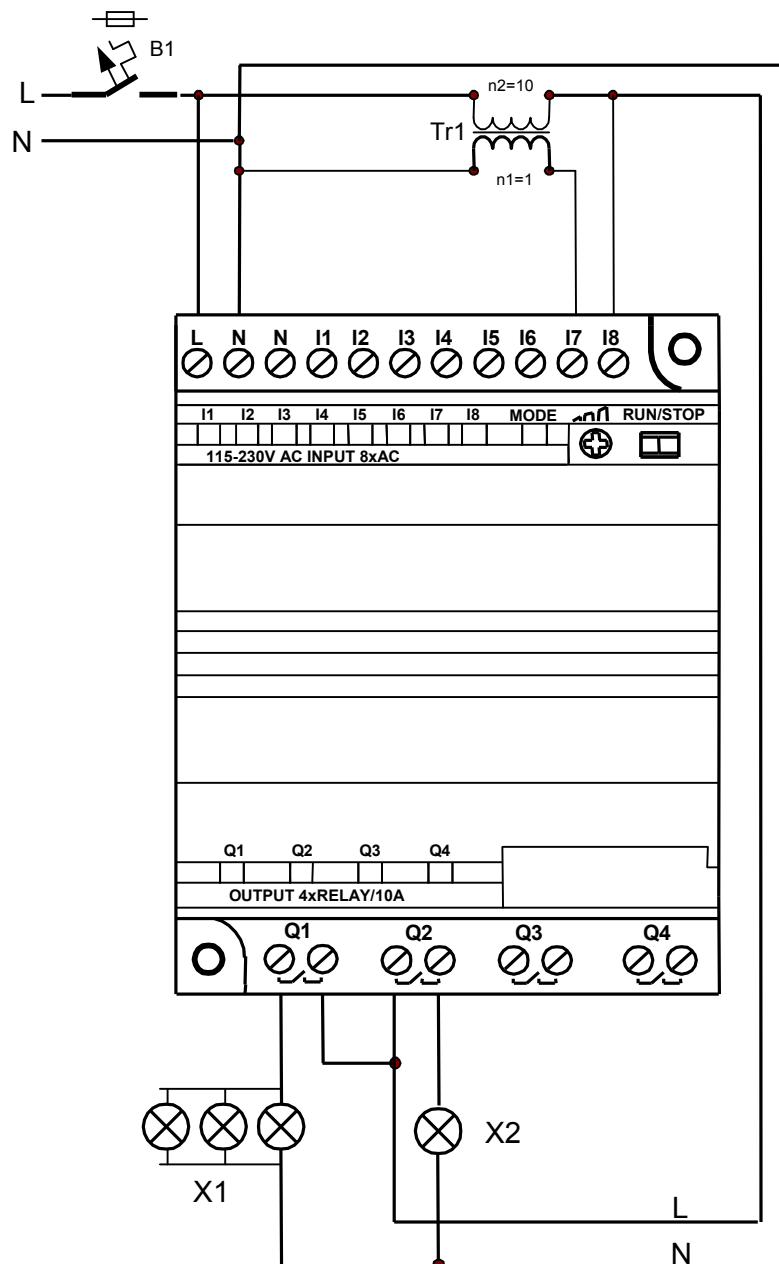 B1
L
N
n2=10
Tr1
n1=1
L N N I1 I2 I3 I4 I5 I6 I7 I8
I1 I2 I3 I4 I5 I6 I7 I8 MODE RUN/STOP
115-230V AC INPUT 8xAC
Q1 Q2 Q3 Q4
OUTPUT 4xRELAY/10A
Q1 Q2 Q3 Q4
X2
X1
L
N